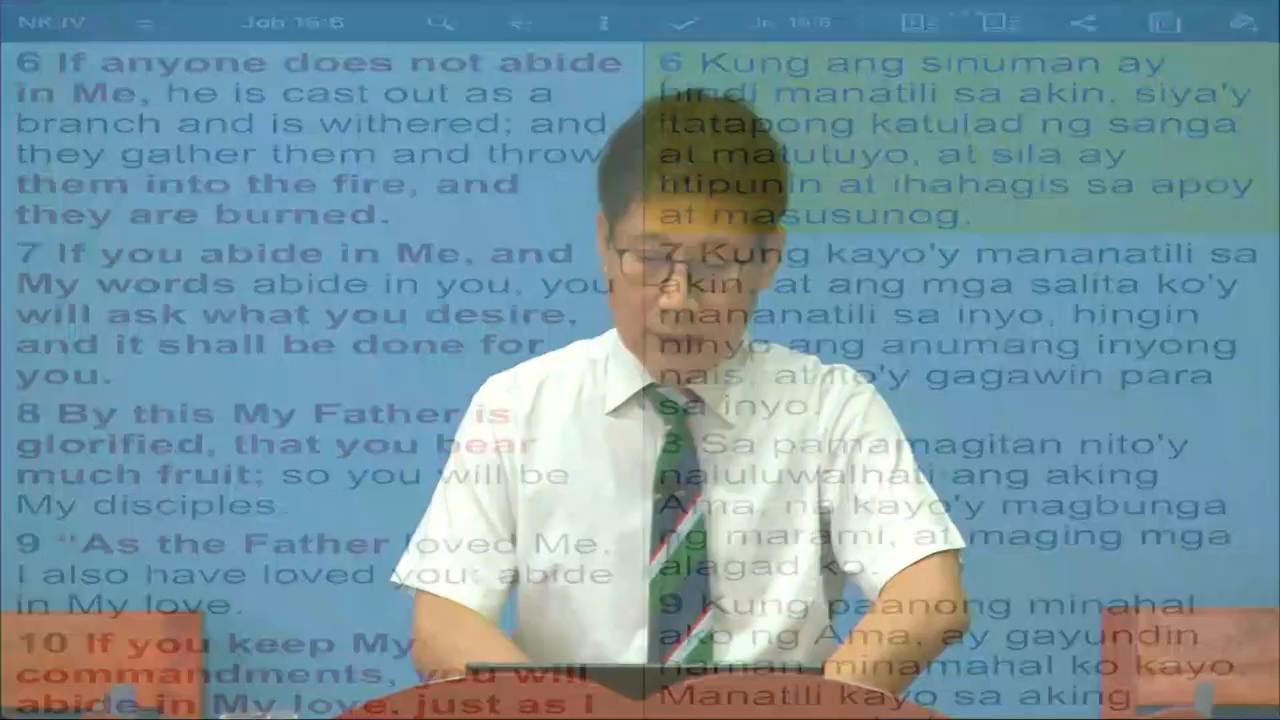 NKJV Joh 15:6 Jn 15:6
6 If anyone does not abide
in Me, he is cast out as a
branch and is withered; and
they gather them and throw
them into the fire, and
they are burned.
7 If you abide in Me, and
My words abide in you, you
will ask what you desire,
and it shall be done for
you.
8 By this My Father is
glorified, that you bear
much fruit; so you will be
My disciples.
9 "As the Father loved Me,
I also have loved you; abide
in My love.
10 If you keep My
commandments, you will
abide in My love, just as I
6 Kung ang sinuman ay
hindi manatili sa akin, siya'y
itatapong katulad ng sanga
at matutuyo, at sila ay
titipunin at ihahagis sa apoy
at masusunog.
7 Kung kayo'y mananatili sa
akin, at ang mga salita ko'y
mananatili sa inyo, hingin
ninyo ang anumang inyong
nais, at ito'y gagawin para
sa inyo.
8 Sa pamamagitan nito'y
naluluwalhati ang aking
Ama, na kayo'y magbunga
ng marami, at maging mga
alagad ko.
9 Kung paanong minahal
ako ng Ama, ay gayundin
naman minamahal ko kayo.
Manatili kayo sa aking